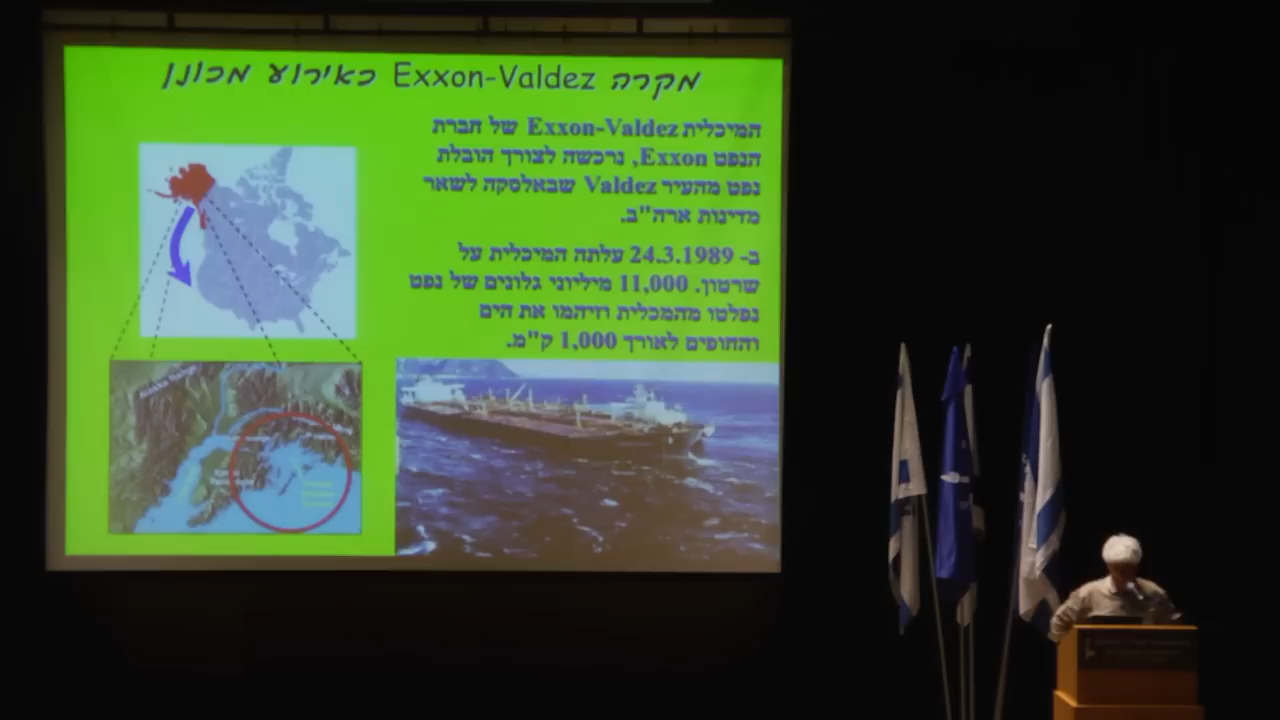 מקרה Exxon-Valdez כאירוע מכונן
המיכלית Exxon-Valdez של חברת
הנפט Exxon, נרכשה לצורך הובלת
נפט מהעיר Valdez שבאלסקה לשאר
מדינות ארה"ב.
ב- 24.3.1989 עלתה המיכלית על
שרטון. 11,000 מיליוני גלונים של נפט
נפלטו מהמכלית וזיהמו את הים
והחופים לאורך 1,000 ק"מ.